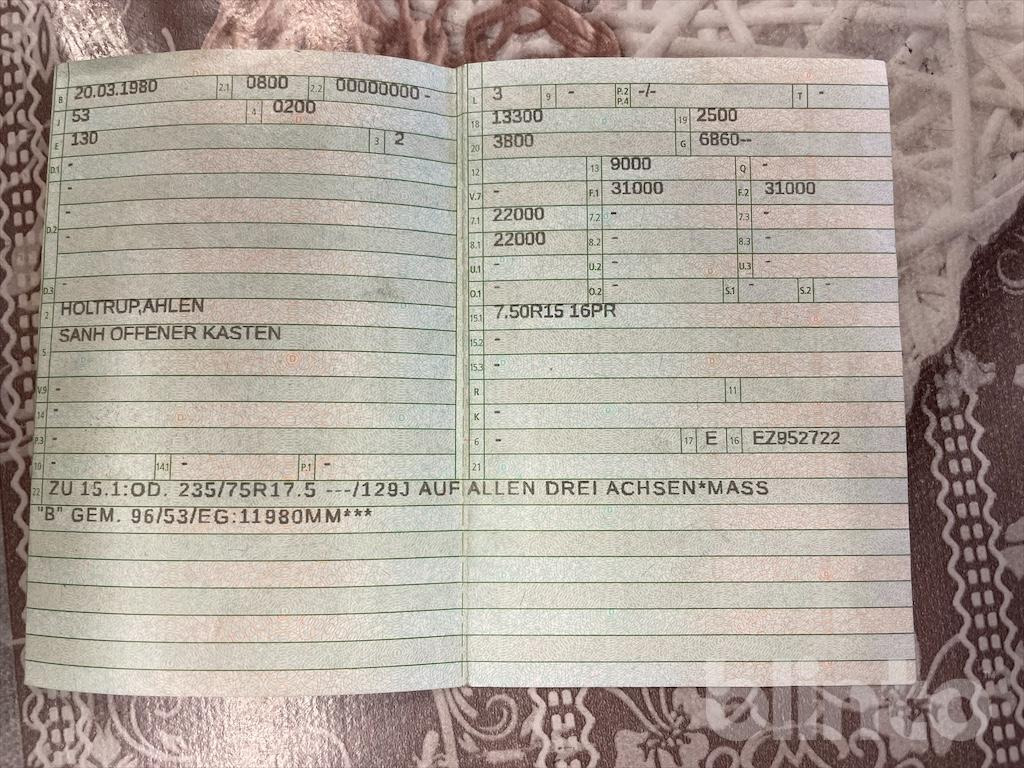 B 20.03.1980 2.1 0800 2.2 00000000 -
J 53 4 0200
E 130 3 2
D.1 -
-
D.2 -
-
-
D.3 -
2 HOLTRUP,AHLEN
5 SANH OFFENER KASTEN
V.9 -
14 -
P.3 -
10 - 14.1 - P.1 -
L 3 9 - P.2 P.4 -/- T -
18 13300 19 2500
20 3800 G 6860--
12 13 9000 Q -
V.7 - F.1 31000 F.2 31000
7.1 22000 7.2 - 7.3 -
8.1 22000 8.2 - 8.3 -
U.1 - U.2 - U.3 -
O.1 - O.2 - S.1 - S.2 -
15.1 7.50R15 16PR
15.2 -
15.3 -
R 11
K -
6 - 17 E 16 EZ952722
21
22 ZU 15.1:OD. 235/75R17.5 ---/129J AUF ALLEN DREI ACHSEN*MASS
"B" GEM. 96/53/EG:11980MM***
blinto